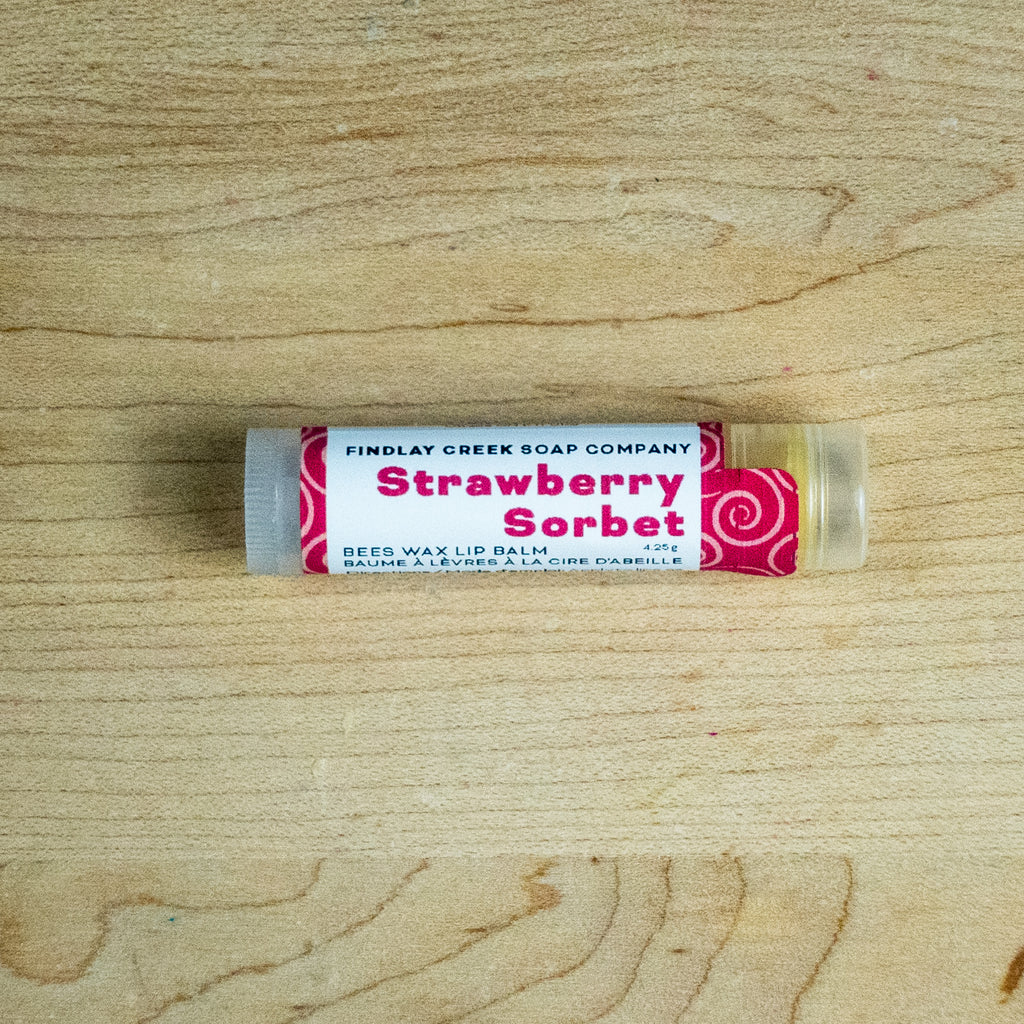 FINDLAY CREEK SOAP COMPANY
Strawberry
Sorbet
4.25g
BEES WAX LIP BALM
BAUME À LÈVRES À LA CIRE D'ABEILLE